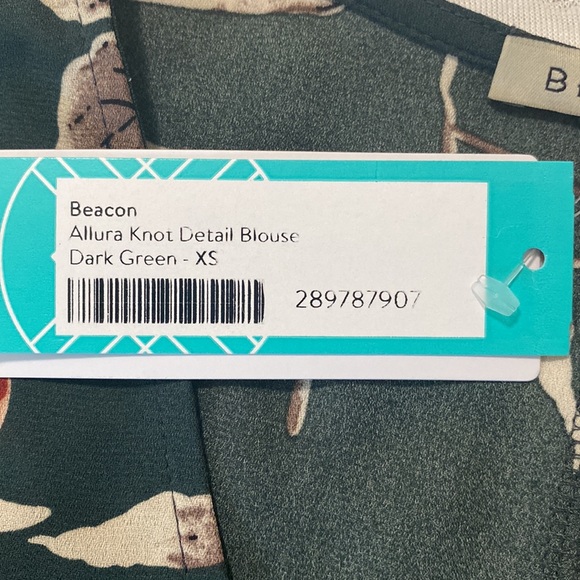 Beacon
Allura Knot Detail Blouse
Dark Green - XS
289787907